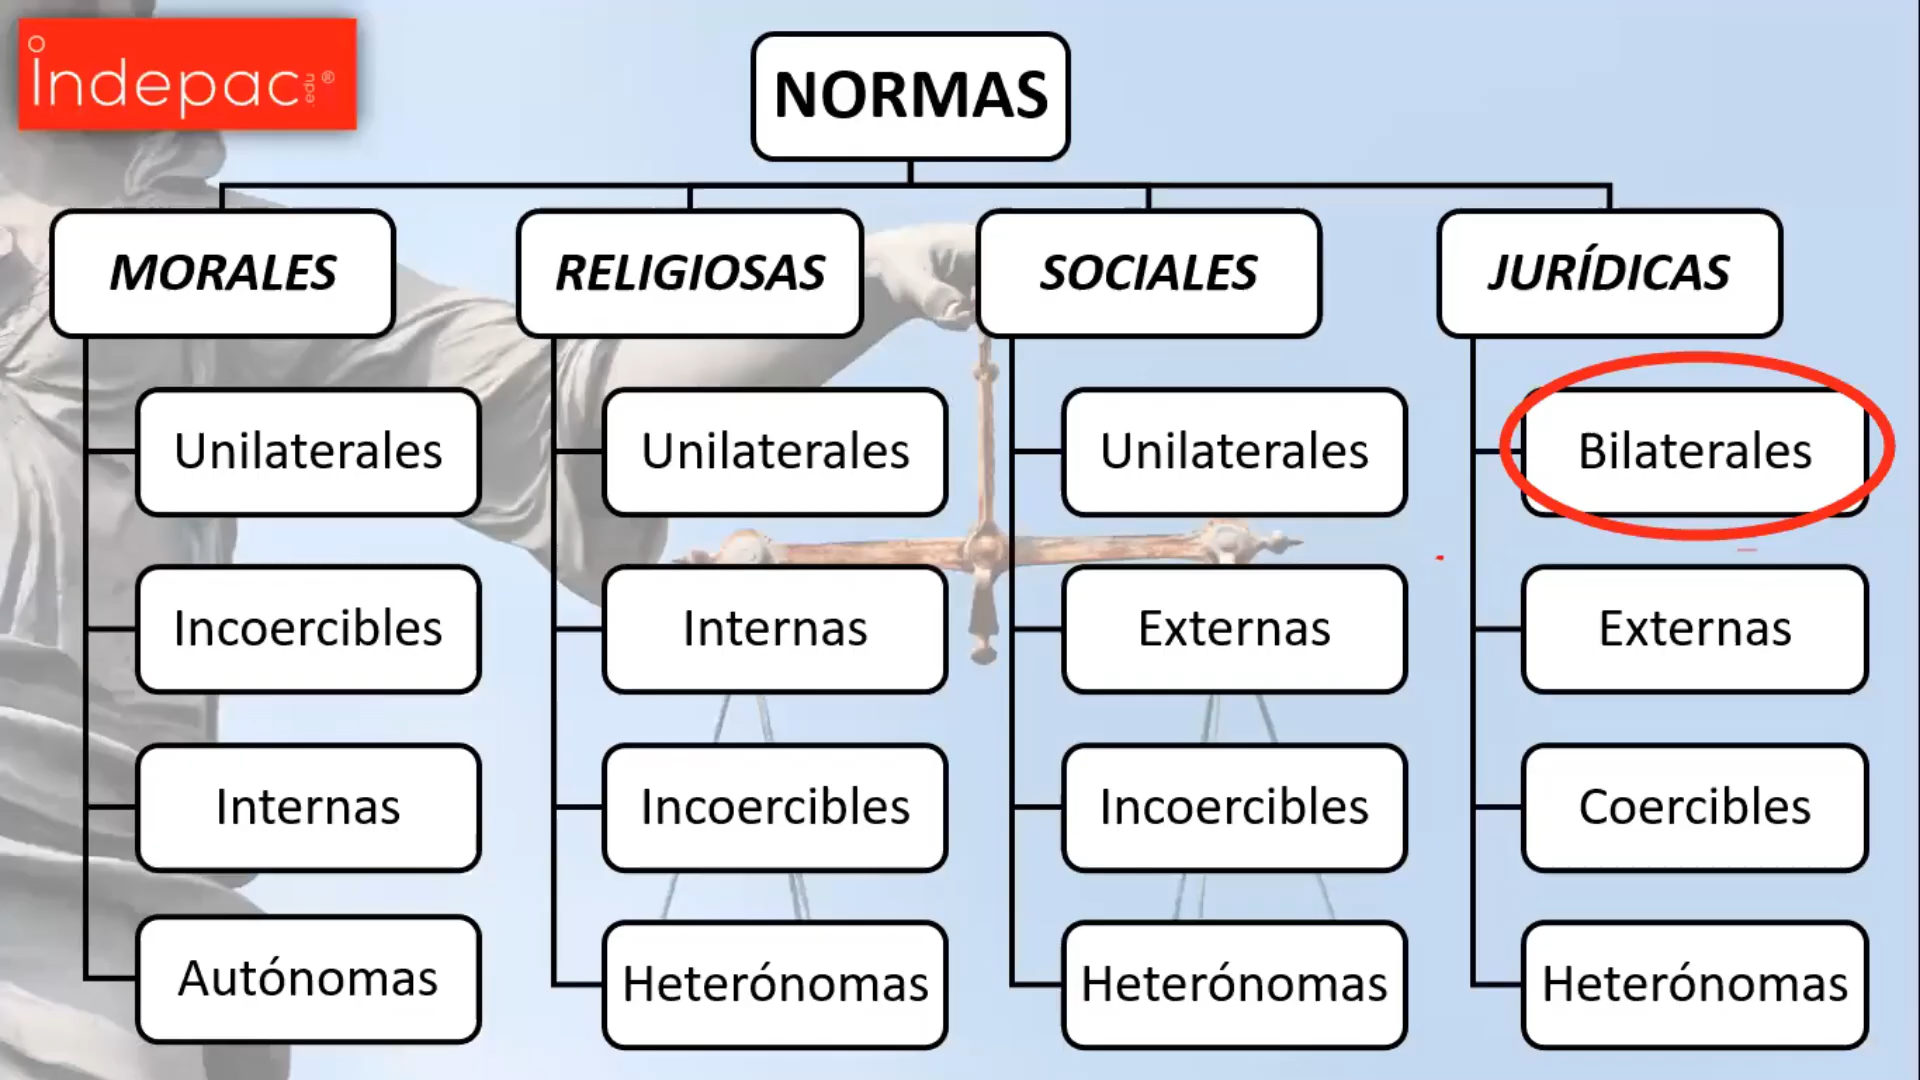 indepac.edu®
NORMAS
MORALES
Unilaterales
Incoercibles
Internas
Autónomas
RELIGIOSAS
Unilaterales
Internas
Incoercibles
Heterónomas
SOCIALES
Unilaterales
Externas
Incoercibles
Heterónomas
JURÍDICAS
Bilaterales
Externas
Coercibles
Heterónomas